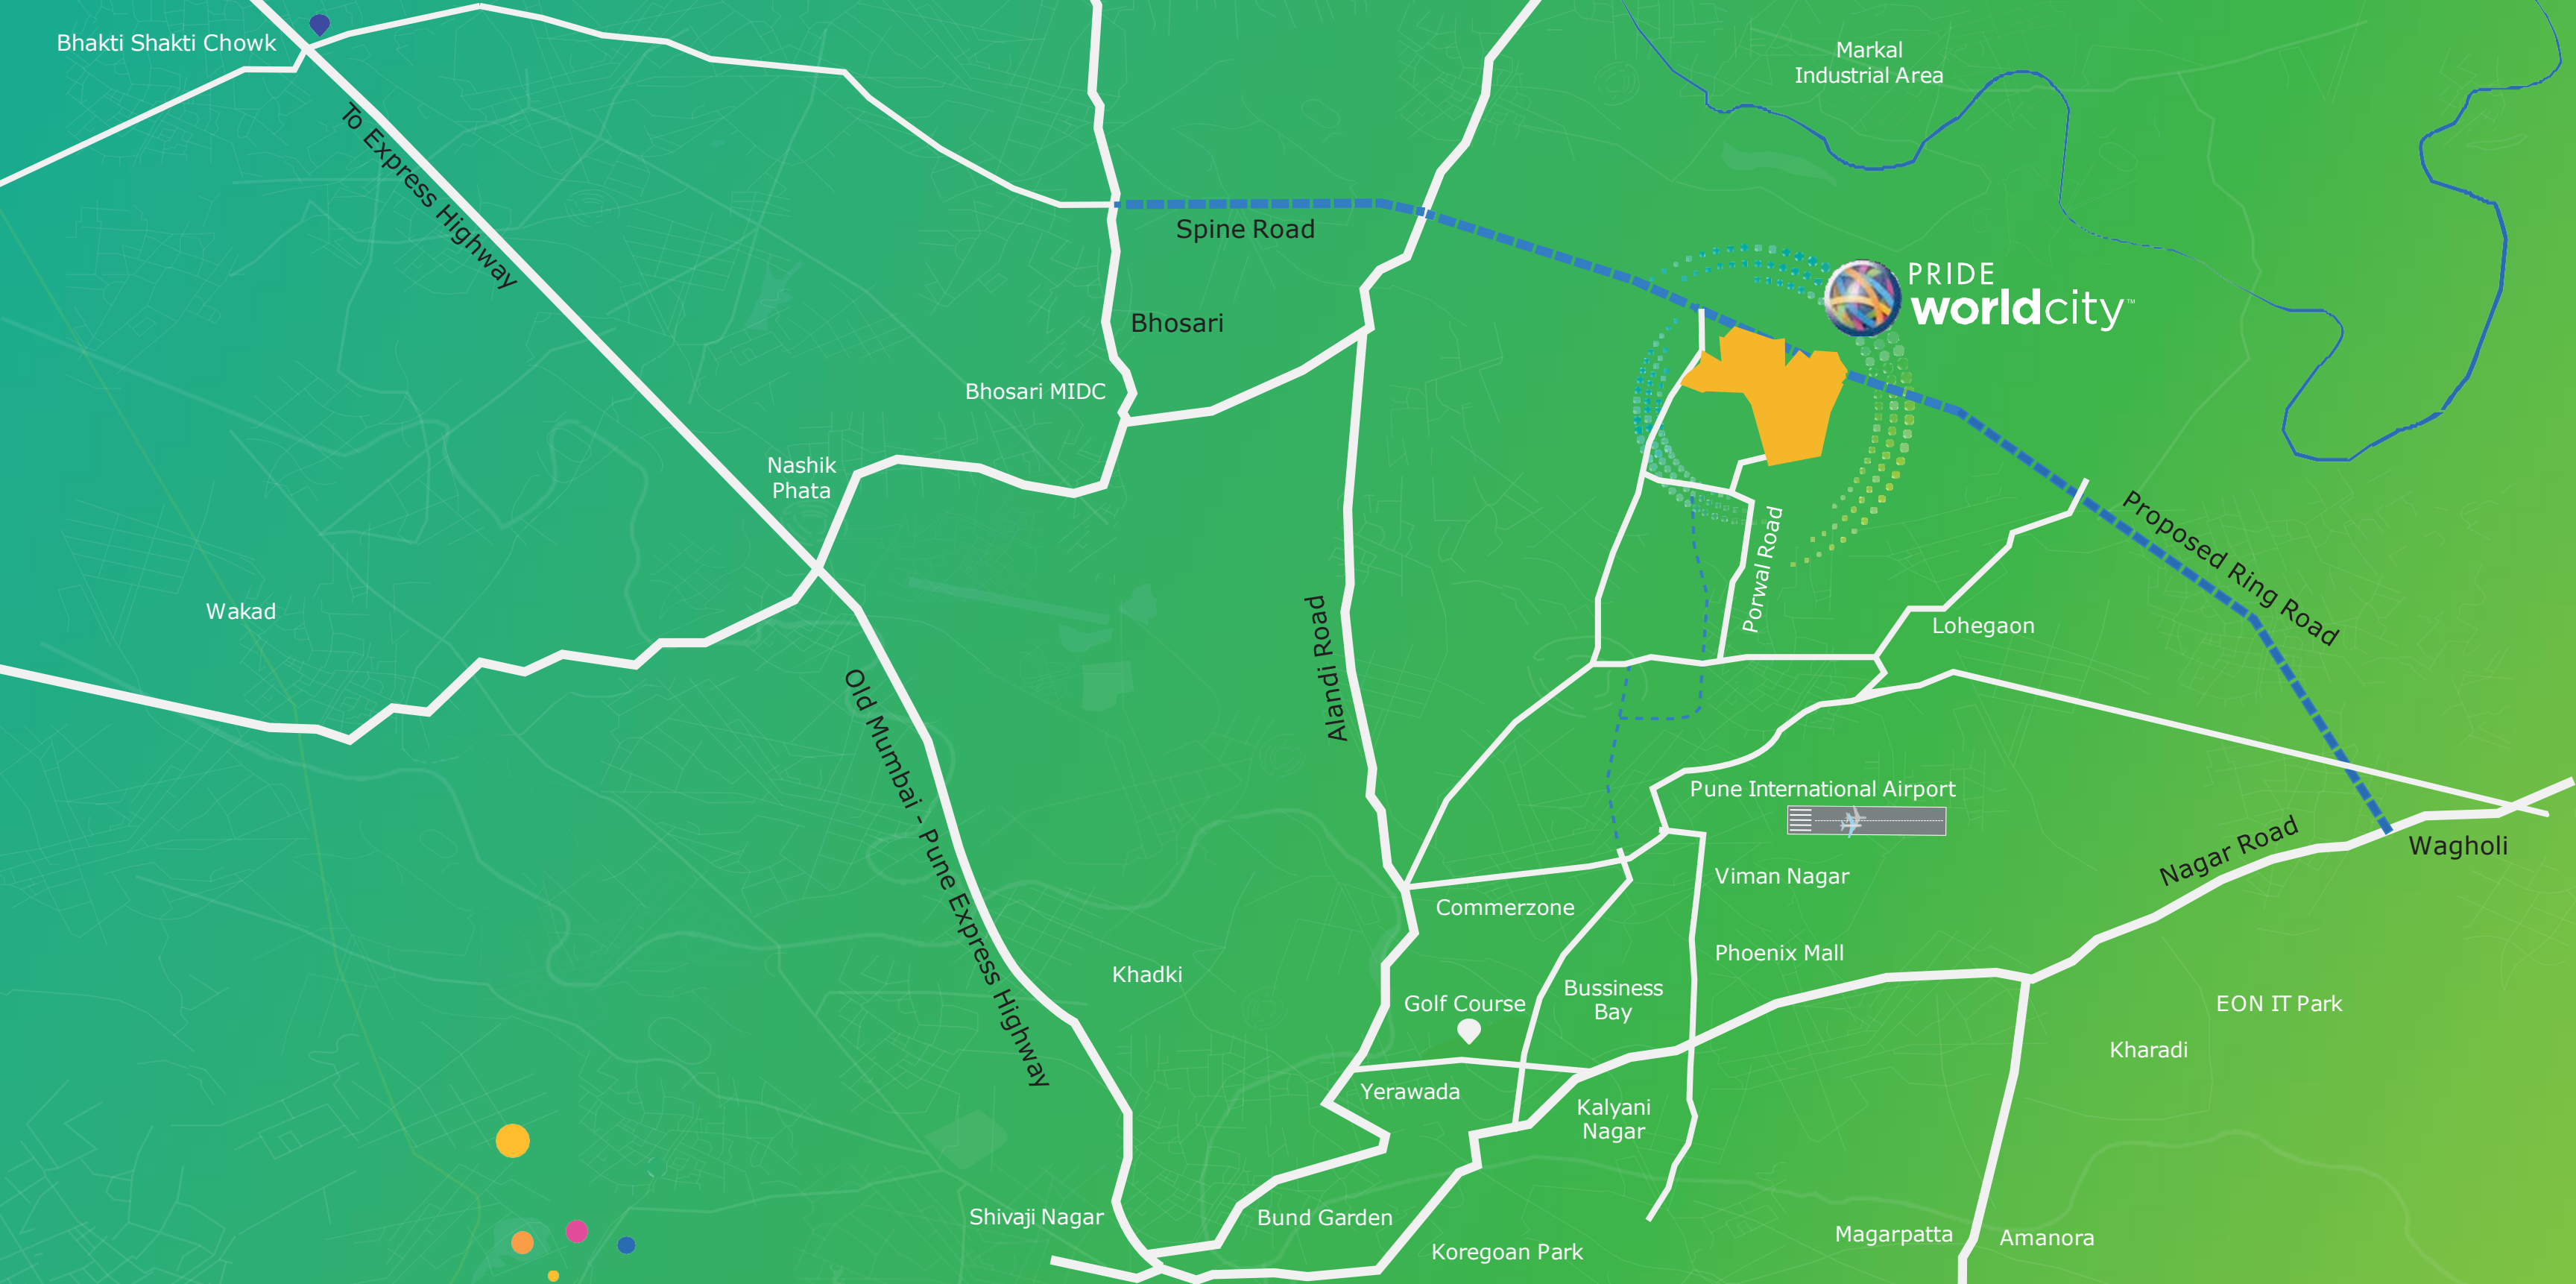 Bhakti Shakti Chowk
Markal
Industrial Area
To Express Highway
Spine Road
PRIDE
worldcity™
Bhosari
Bhosari MIDC
Nashik
Phata
Proposed Ring Road
Porwal Road
Wakad
Lohegaon
Alandi Road
Old Mumbai - Pune Express Highway
Pune International Airport
Nagar Road
Wagholi
Viman Nagar
Commerzone
Phoenix Mall
Khadki
Bussiness
Bay
Golf Course
EON IT Park
Kharadi
Yerawada
Kalyani
Nagar
Shivaji Nagar
Bund Garden
Koregoan Park
Magarpatta
Amanora